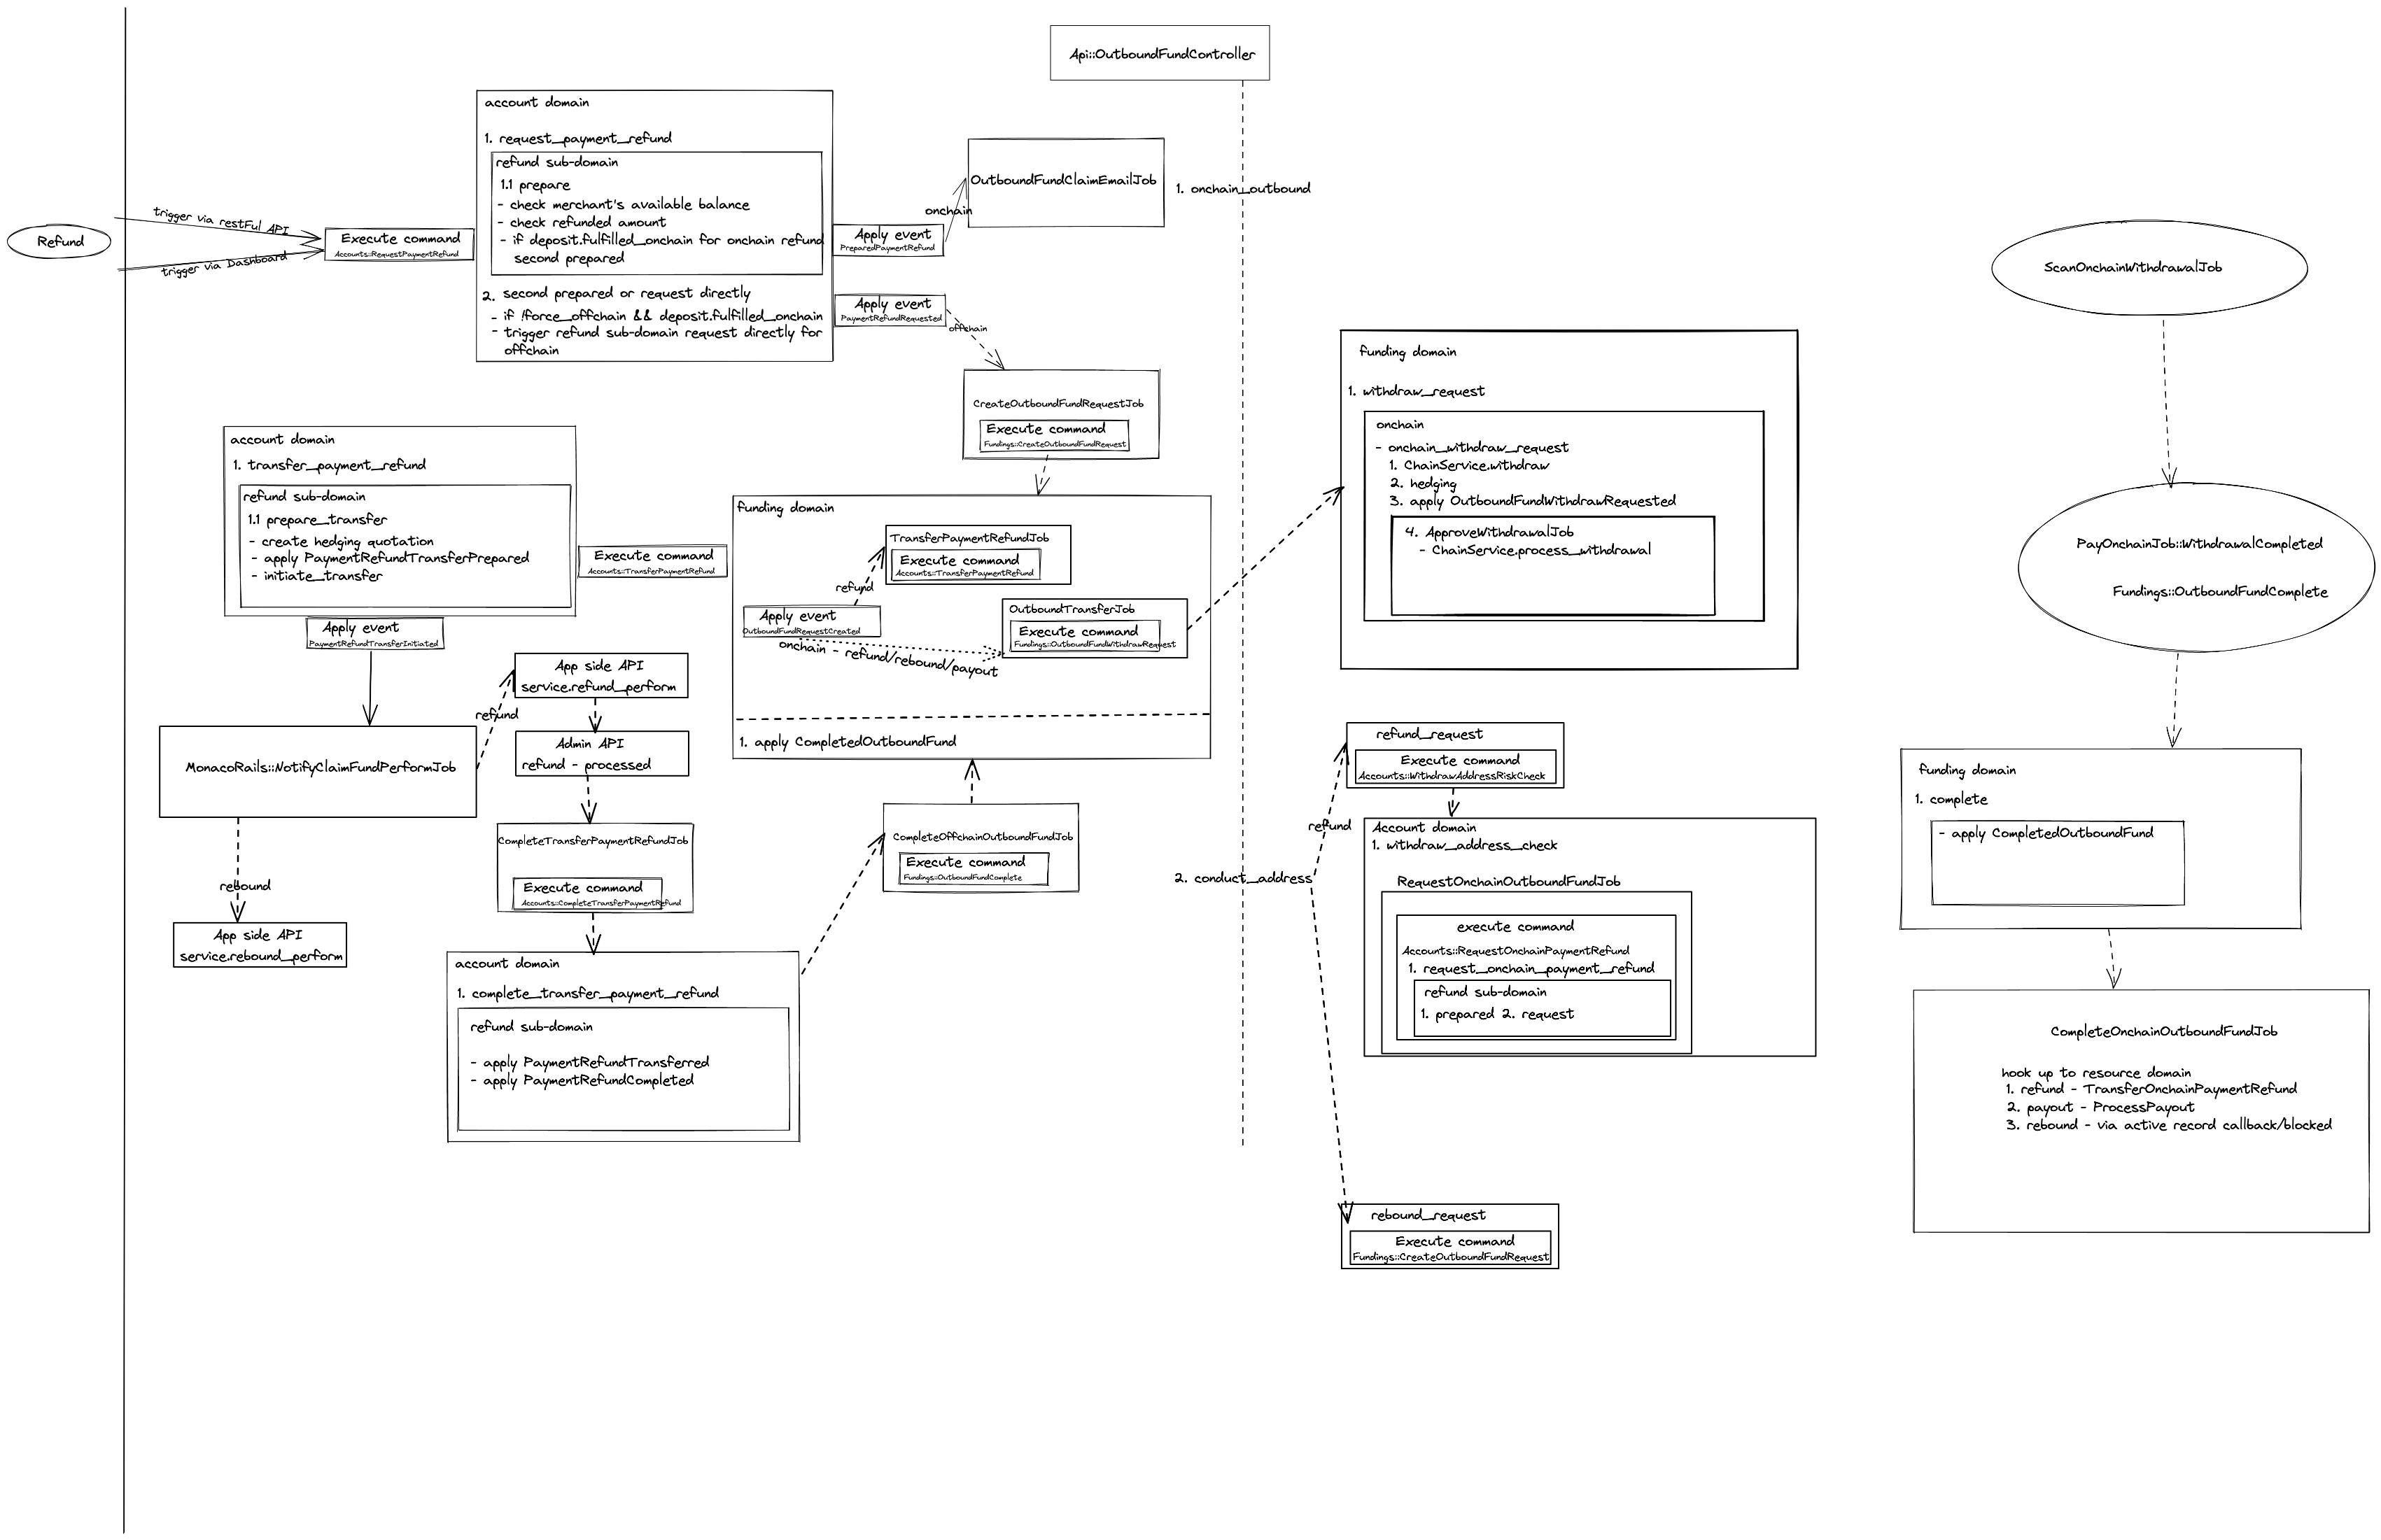 Api::OutboundFundController
account domain
1. request_payment_refund
refund sub-domain
1.1 prepare
- check merchant's available balance
- check refunded amount
- if deposit.fulfilled_onchain for onchain refund
second prepared
2. second prepared or request directly
- if !force_offchain && deposit.fulfilled_onchain
- trigger refund sub-domain request directly for
offchain
Refund
trigger via restFul API
trigger via Dashboard
Execute command
Accounts::RequestPaymentRefund
Apply event
PreparedPaymentRefund
onchain
OutboundFundClaimEmailJob
1. onchain_outbound
Apply event
PaymentRefundRequested
offchain
CreateOutboundFundRequestJob
Execute command
Fundings::CreateOutboundFundRequest
account domain
1. transfer_payment_refund
refund sub-domain
1.1 prepare_transfer
- create hedging quotation
- apply PaymentRefundTransferPrepared
- initiate_transfer
Execute command
Accounts::TransferPaymentRefund
funding domain
TransferPaymentRefundJob
Execute command
Accounts::TransferPaymentRefund
refund
Apply event
OutboundFundRequestCreated
OutboundTransferJob
Execute command
Fundings::OutboundFundWithdrawRequest
onchain - refund/rebound/payout
1. apply CompletedOutboundFund
Apply event
PaymentRefundTransferInitiated
MonacoRails::NotifyClaimFundPerformJob
refund
App side API
service.refund_perform
Admin API
refund - processed
rebound
App side API
service.rebound_perform
CompleteTransferPaymentRefundJob
Execute command
Accounts::CompleteTransferPaymentRefund
account domain
1. complete_transfer_payment_refund
refund sub-domain
- apply PaymentRefundTransferred
- apply PaymentRefundCompleted
CompleteOffchainOutboundFundJob
Execute command
Fundings::OutboundFundComplete
funding domain
1. withdraw_request
onchain
- onchain_withdraw_request
1. ChainService.withdraw
2. hedging
3. apply OutboundFundWithdrawRequested
4. ApproveWithdrawalJob
- ChainService.process_withdrawal
2. conduct_address
refund
refund_request
Execute command
Accounts::WithdrawAddressRiskCheck
Account domain
1. withdraw_address_check
RequestOnchainOutboundFundJob
execute command
Accounts::RequestOnchainPaymentRefund
1. request_onchain_payment_refund
refund sub-domain
1. prepared 2. request
rebound_request
Execute command
Fundings::CreateOutboundFundRequest
ScanOnchainWithdrawalJob
PayOnchainJob::WithdrawalCompleted
Fundings::OutboundFundComplete
funding domain
1. complete
- apply CompletedOutboundFund
CompleteOnchainOutboundFundJob
hook up to resource domain
1. refund - TransferOnchainPaymentRefund
2. payout - ProcessPayout
3. rebound - via active record callback/blocked